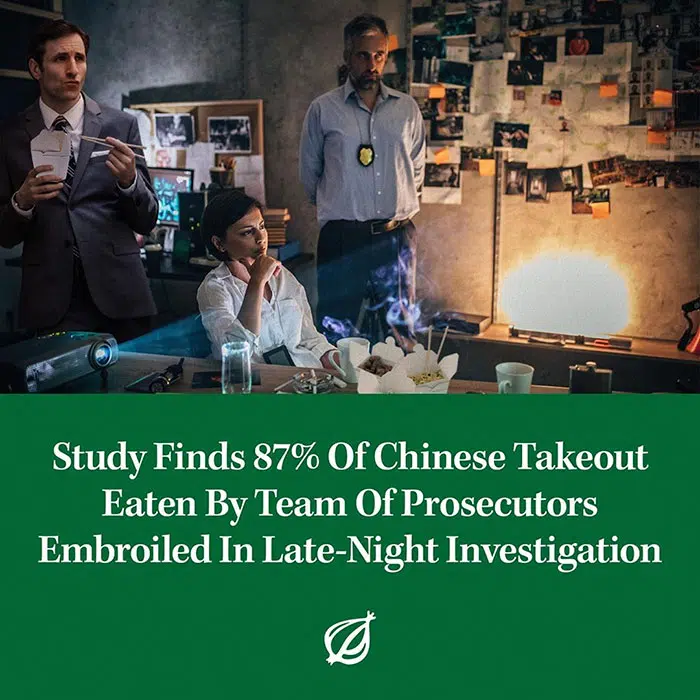 Study Finds 87% Of Chinese Takeout
Eaten By Team Of Prosecutors
Embroiled In Late-Night Investigation